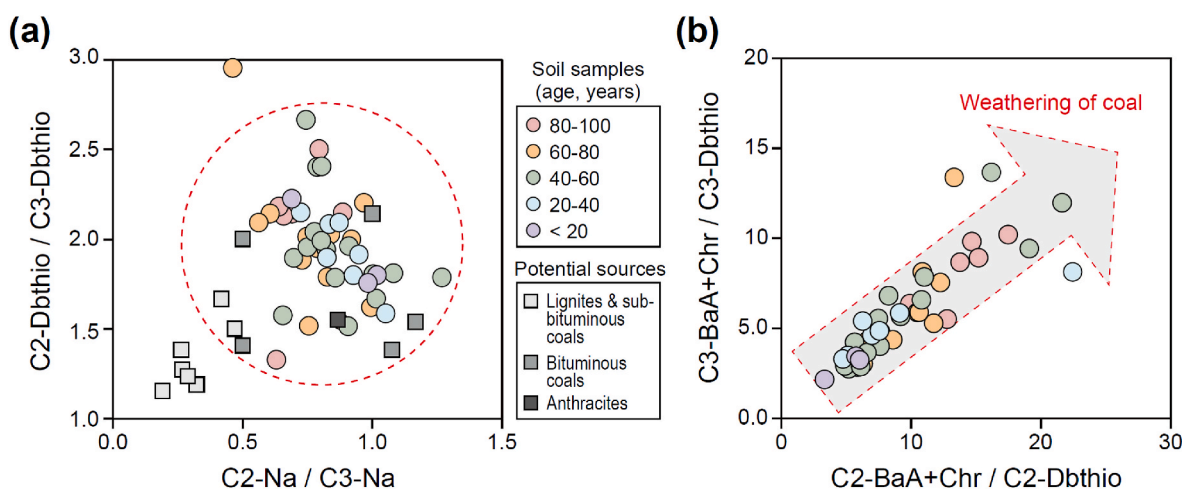 (a)
3.0
2.5
2.0
1.5
1.0
C2-Dbthio / C3-Dbthio
0.0
0.5
1.0
1.5
C2-Na / C3-Na
Soil samples
(age, years)
80-100
60-80
40-60
20-40
< 20
Potential sources
Lignites & sub-
bituminous
coals
Bituminous
coals
Anthracites
(b)
20
15
10
5.0
0.0
C3-BaA+Chr / C3-Dbthio
Weathering of coal
0
10
20
30
C2-BaA+Chr / C2-Dbthio